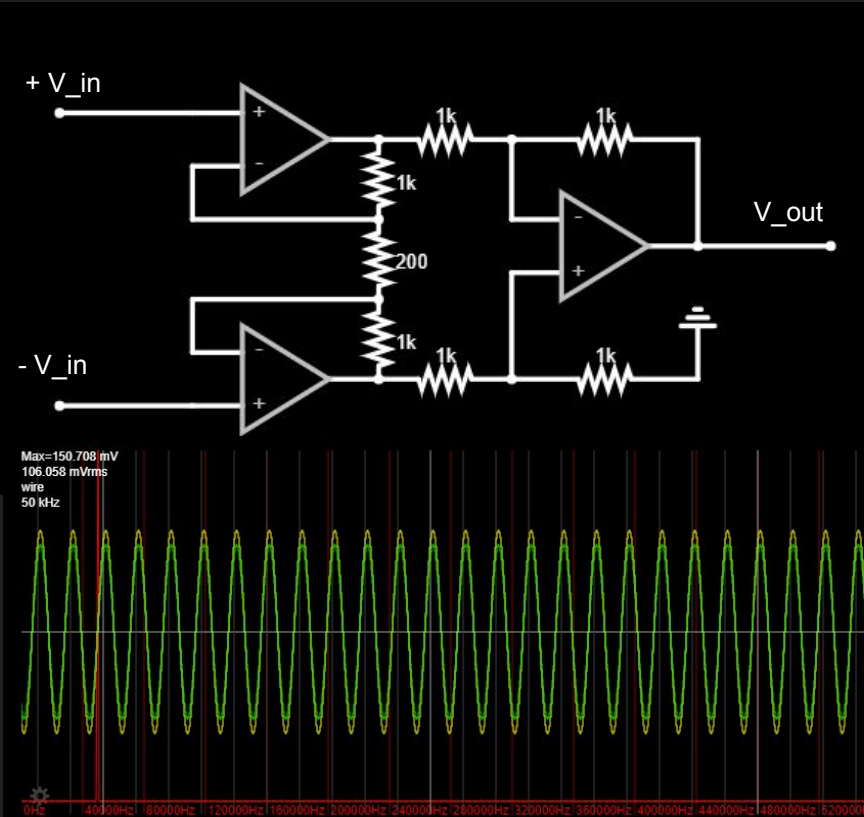 + V_in
+
-
1k
1k
1k
200
1k
-
+
V_out
- V_in
-
+
1k
1k
Max=150.708 mV
106.058 mVrms
wire
50 kHz
0Hz 40000Hz 80000Hz 120000Hz 160000Hz 200000Hz 240000Hz 280000Hz 320000Hz 360000Hz 400000Hz 440000Hz 480000Hz 520000